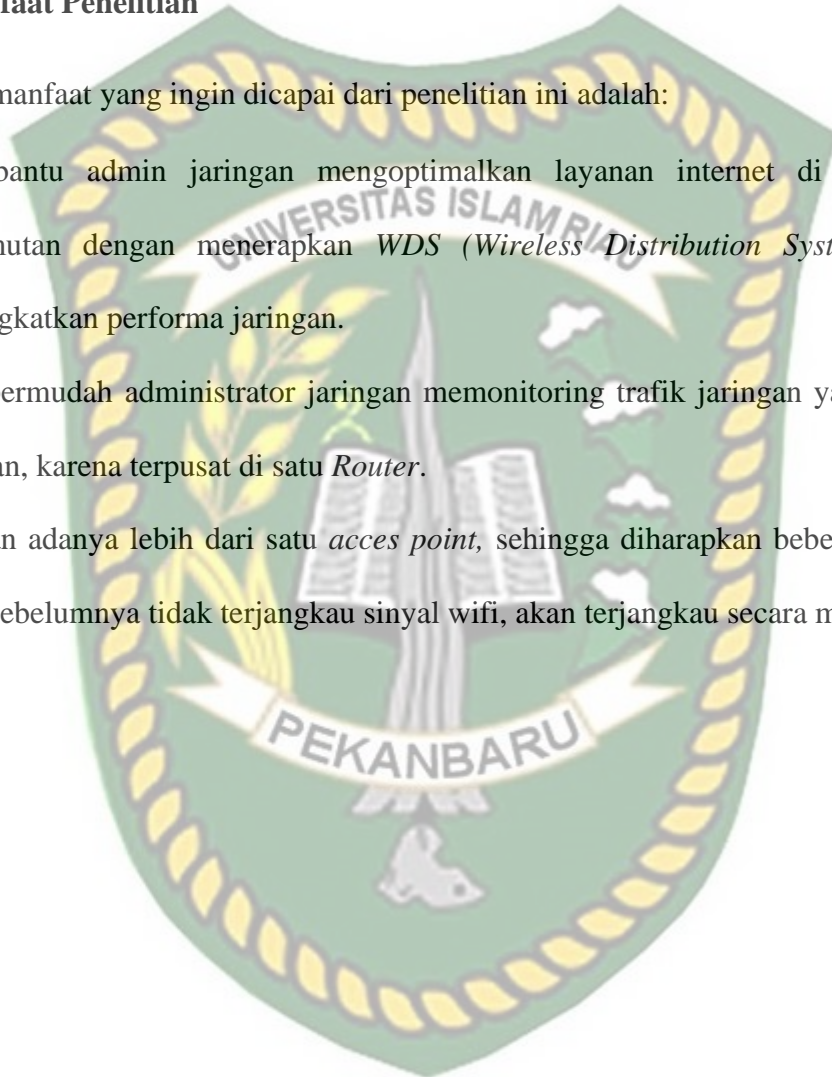 faat Penelitian
manfaat yang ingin dicapai dari penelitian ini adalah:
bantu admin jaringan mengoptimalkan layanan internet di
hutan dengan menerapkan WDS (Wireless Distribution Syst
gkatkan performa jaringan.
ermudah administrator jaringan memonitoring trafik jaringan ya
an, karena terpusat di satu Router.
n adanya lebih dari satu acces point, sehingga diharapkan bebe
sebelumnya tidak terjangkau sinyal wifi, akan terjangkau secara m
UNIVERSITAS ISLAM RIAU
PEKANBARU